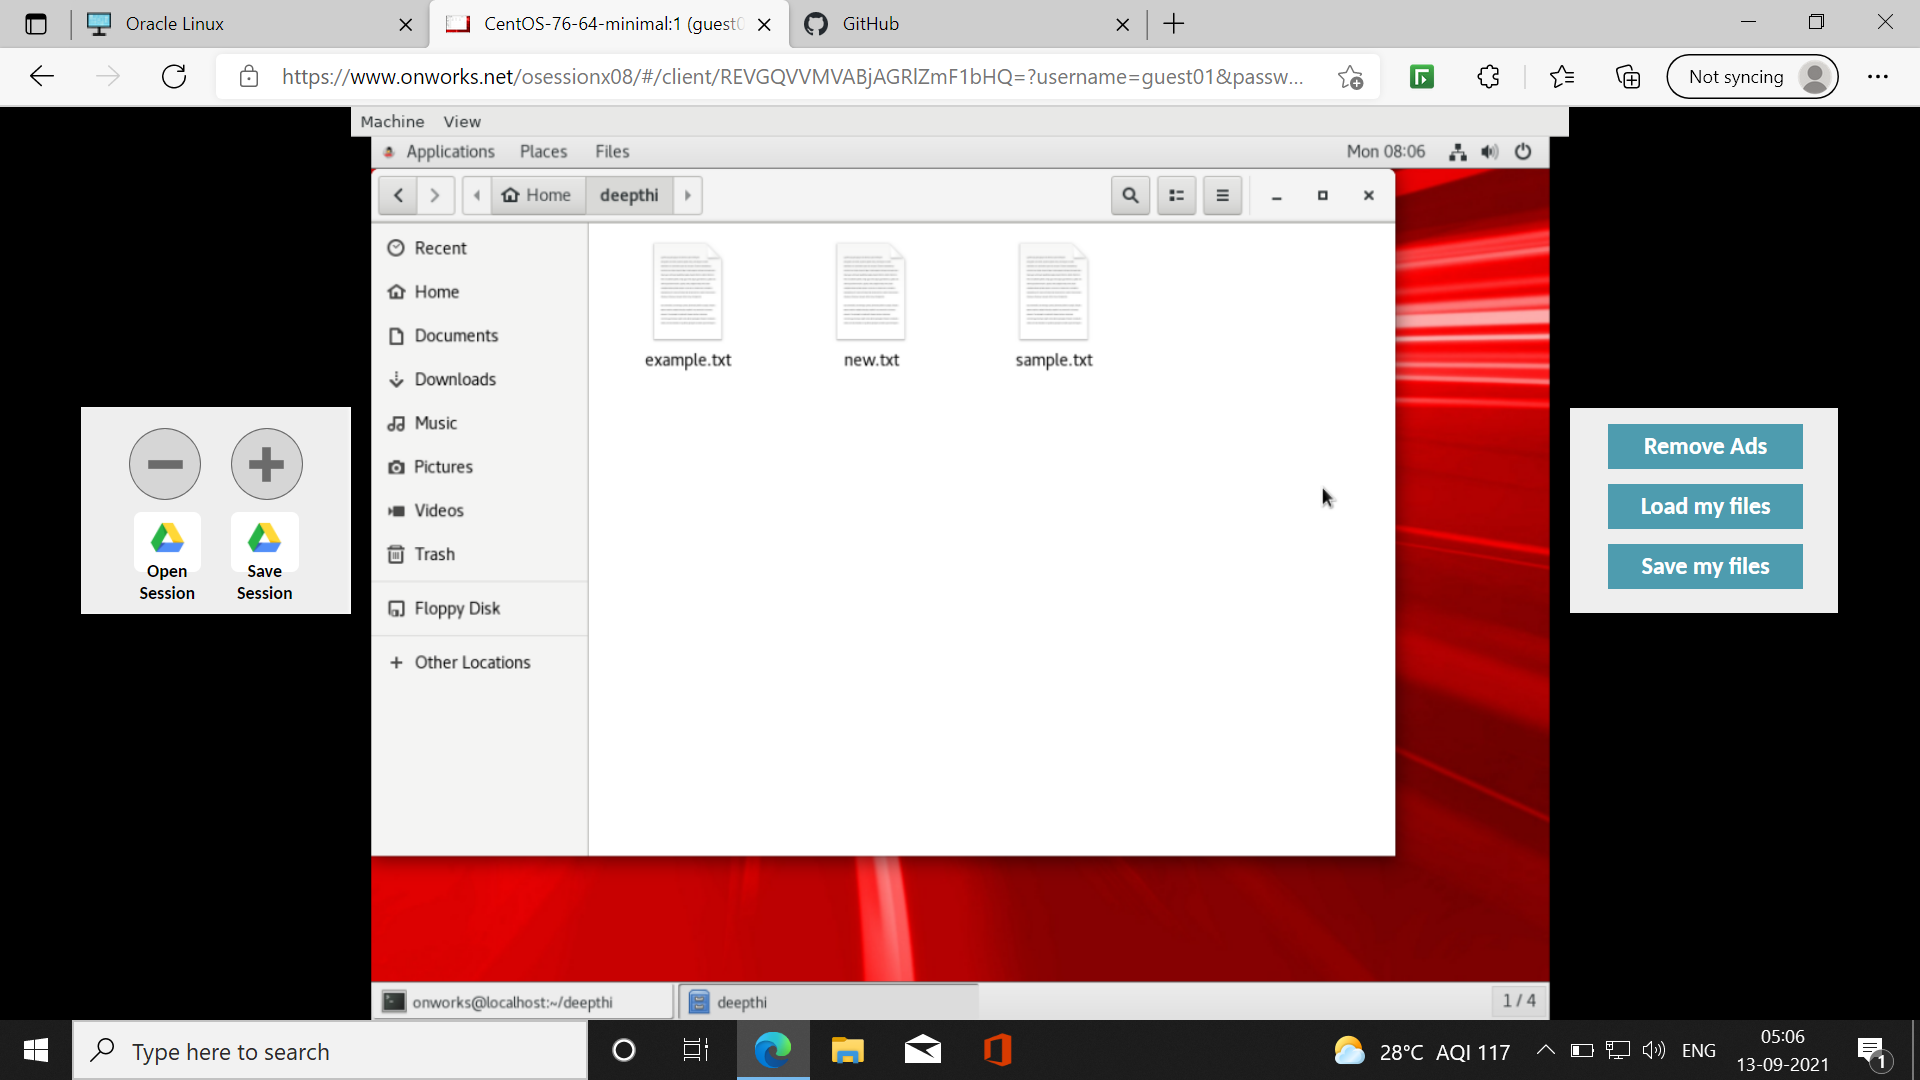 Oracle Linux
CentOS-76-64-minimal:1 (guest0
GitHub
https://www.onworks.net/osessionx08/#/client/REVGQVVMVABjAGRlZmF1bHQ=?username=guest01&passw...
Not syncing
Machine View
Applications Places Files
Mon 08:06
Home deepthi
Recent
Home
Documents
Downloads
Music
Pictures
Videos
Trash
Floppy Disk
Other Locations
example.txt
new.txt
sample.txt
Open Session
Save Session
Remove Ads
Load my files
Save my files
onworks@localhost:~/deepthi
deepthi
1 / 4
Type here to search
28°C AQI 117
ENG
05:06
13-09-2021
1